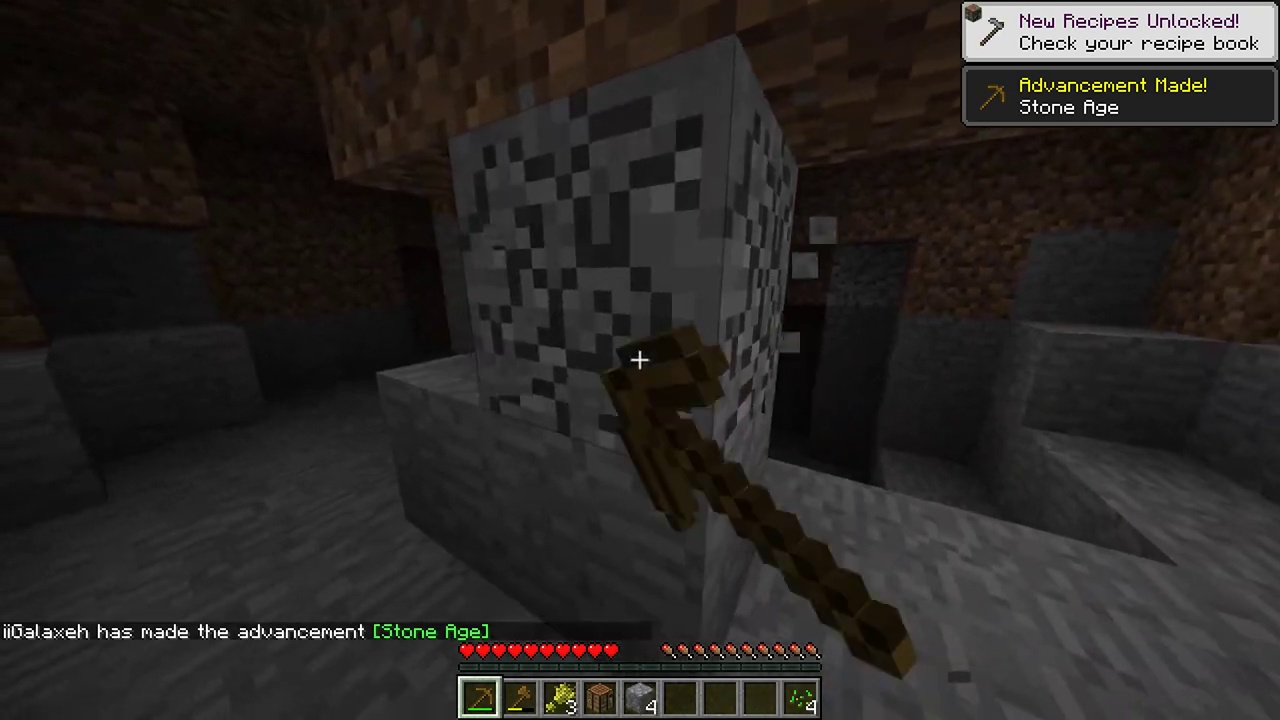 New Recipes Unlocked!
Check your recipe book
Advancement Made!
Stone Age
iiGalaxeh has made the advancement [Stone Age]
3
4
4